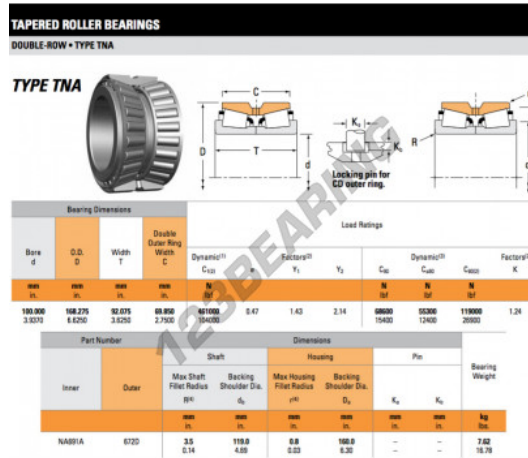 TAPERED ROLLER BEARINGS
DOUBLE-ROW • TYPE TNA
TYPE TNA
C
D
T
d
Ke
Kb
R
Locking pin for
CD outer ring.
123BEARING
Bearing Dimensions
Load Ratings
Bore
d
O.D.
D
Width
T
Double
Outer Ring
Width
C
Dynamic(1)
C1(2)
Factors(2)
e Y1 Y2
Dynamic(3)
C90 Ca90 C90(2)
Factors(2)
K
mm mm mm mm N N N N
in. in. in. in. lbf lbf lbf lbf
100.000 168.275 92.075 69.850 461000 0.47 1.43 2.14 68600 55300 119000 1.24
3.9370 6.6250 3.6250 2.7500 104000 15400 12400 26900
Part Number
Dimensions
Shaft
Housing
Pin
Bearing
Weight
Inner
Outer
Max Shaft
Fillet Radius
R(4)
Backing
Shoulder Dia.
db
Max Housing
Fillet Radius
r(4)
Backing
Shoulder Dia.
Da
Ke
Kb
mm mm mm mm mm mm kg
in. in. in. in. in. in. lbs.
NA691A 672D 3.5 119.0 0.8 160.0 – – 7.62
0.14 4.69 0.03 6.30 16.78